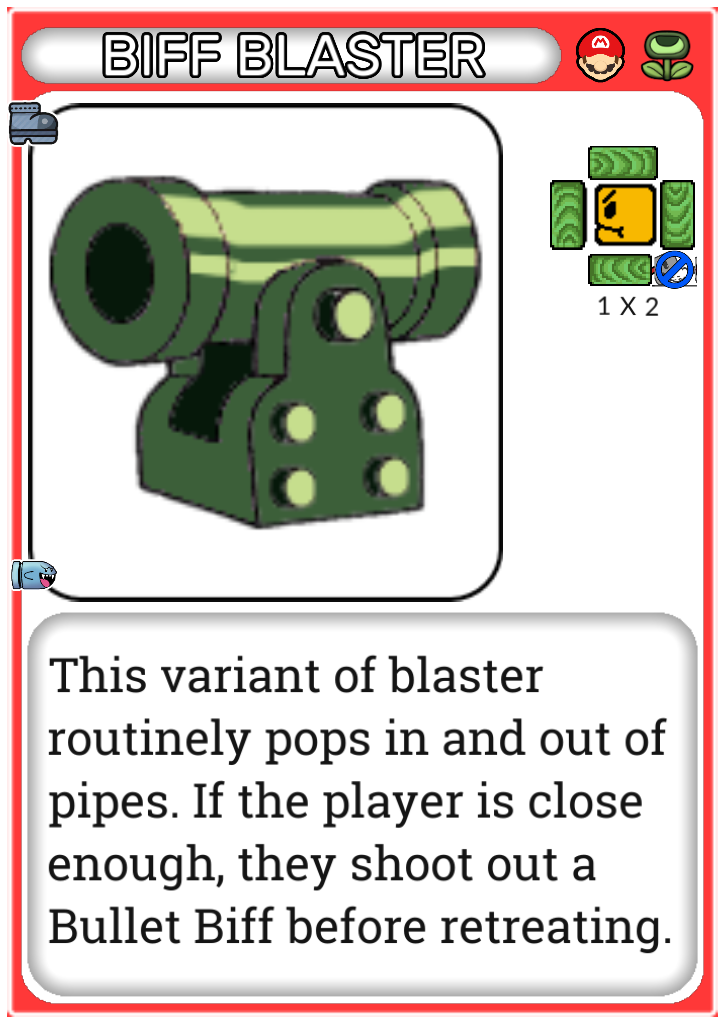 BIFF BLASTER
1 X 2
This variant of blaster
routinely pops in and out of
pipes. If the player is close
enough, they shoot out a
Bullet Biff before retreating.